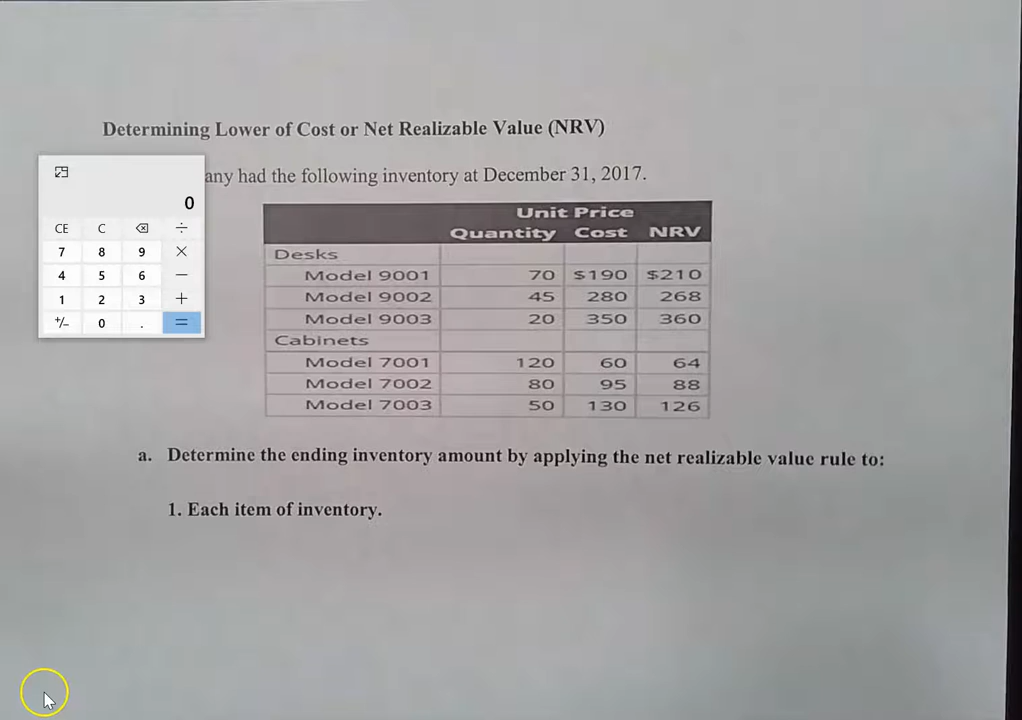 Determining Lower of Cost or Net Realizable Value (NRV)
any had the following inventory at December 31, 2017.
Unit Price
Quantity Cost NRV
Desks
Model 9001 70 $190 $210
Model 9002 45 280 268
Model 9003 20 350 360
Cabinets
Model 7001 120 60 64
Model 7002 80 95 88
Model 7003 50 130 126
a. Determine the ending inventory amount by applying the net realizable value rule to:
1. Each item of inventory.
0
CE C ÷
7 8 9 ×
4 5 6 −
1 2 3 +
+/− 0 . =